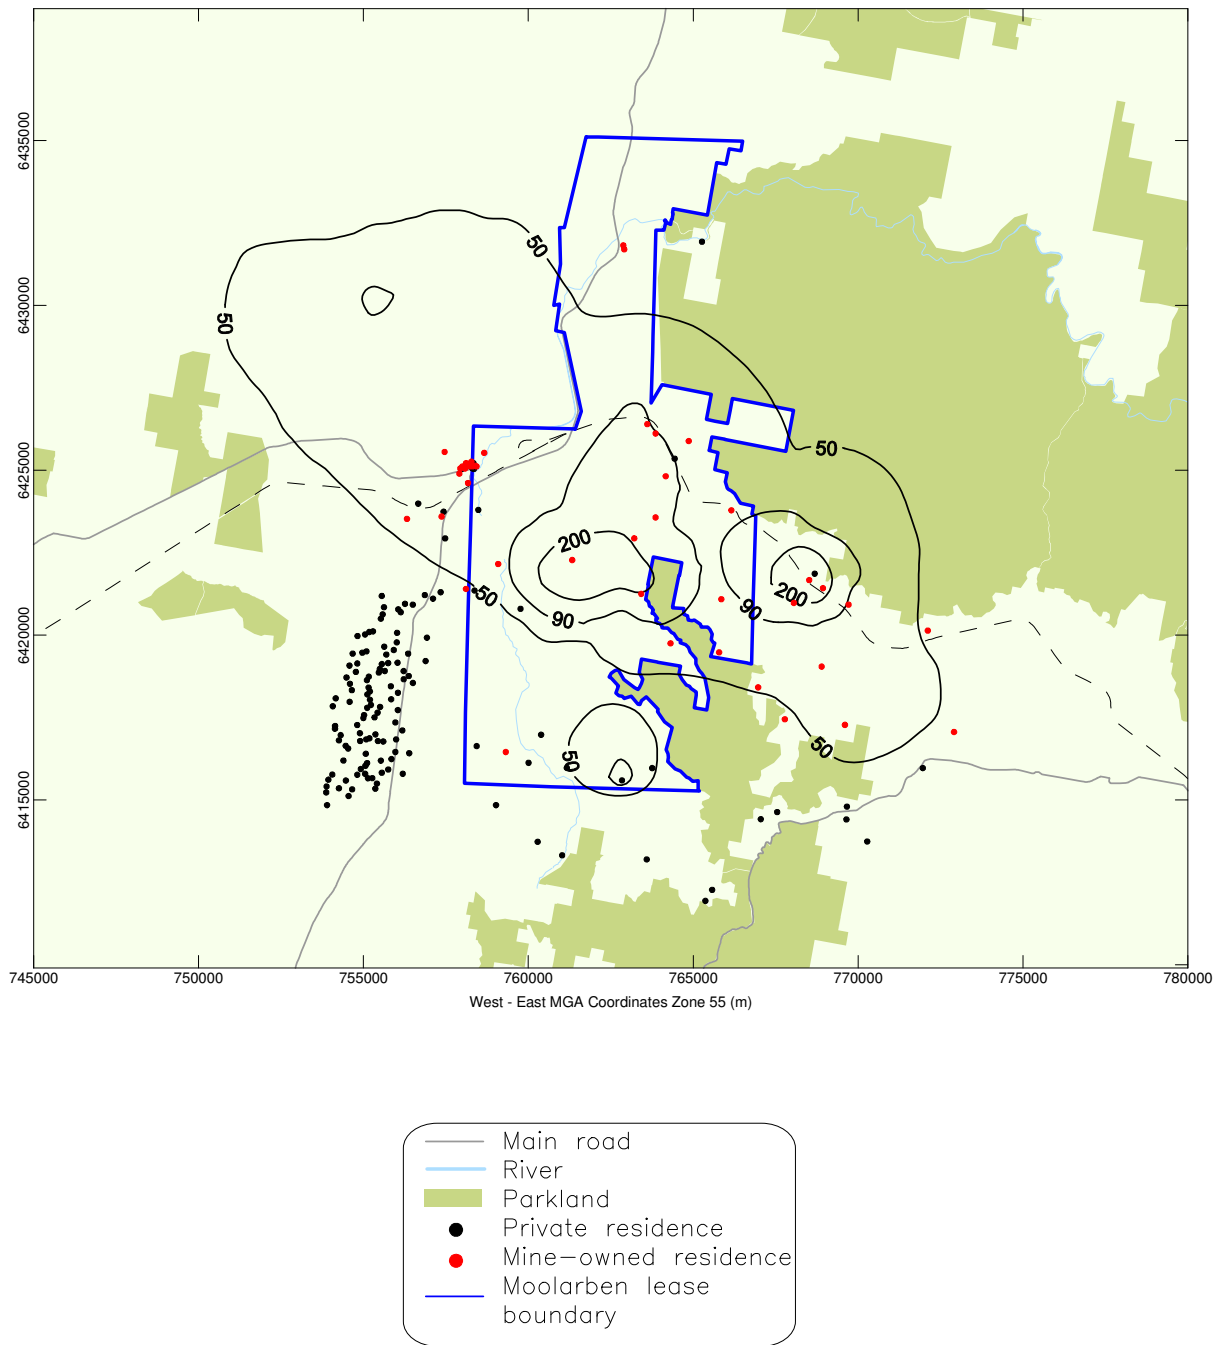 6435000
50
50
6430000
50
6425000
200
200
50
90
90
6420000
50
50
6415000
745000
750000
755000
760000
765000
770000
775000
780000
West - East MGA Coordinates Zone 55 (m)
Main road
River
Parkland
Private residence
Mine-owned residence
Moolarben lease
boundary